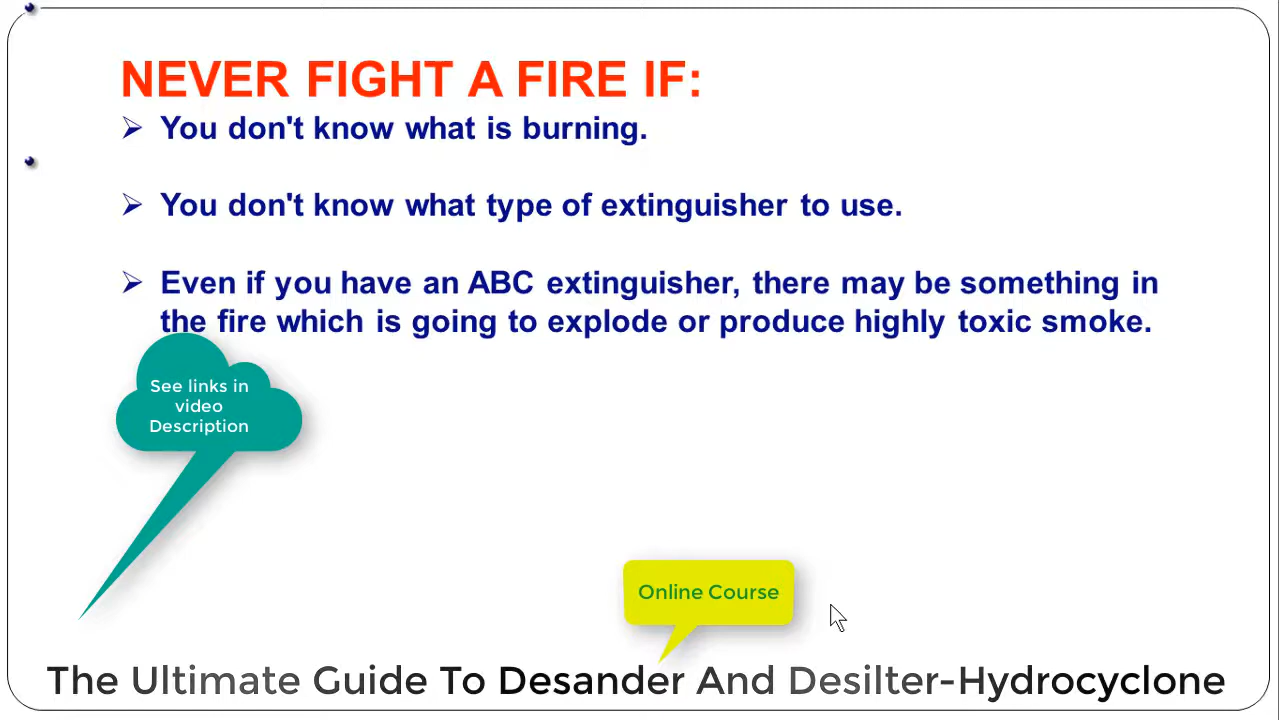 NEVER FIGHT A FIRE IF:
You don't know what is burning.
You don't know what type of extinguisher to use.
Even if you have an ABC extinguisher, there may be something in
the fire which is going to explode or produce highly toxic smoke.
See links in
video
Description
Online Course
The Ultimate Guide To Desander And Desilter-Hydrocyclone